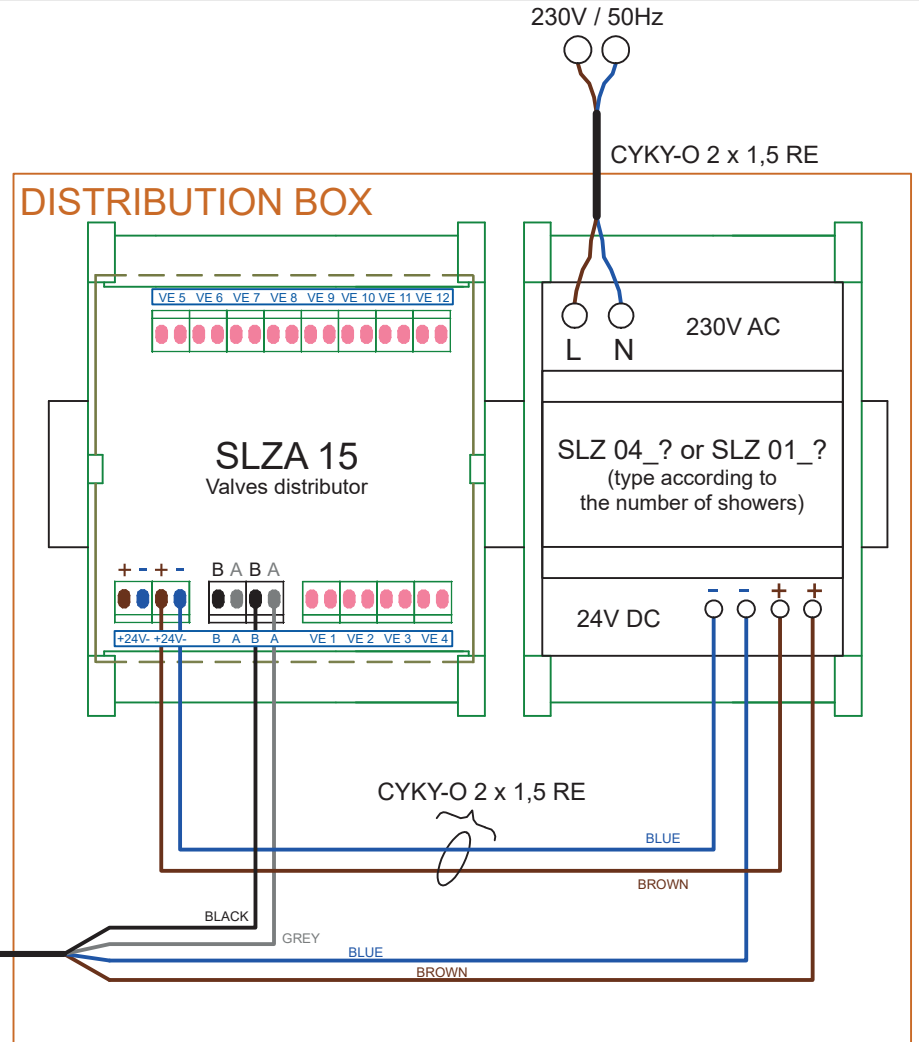 230V / 50Hz
CYKY-O 2 x 1,5 RE
DISTRIBUTION BOX
VE 5 VE 6 VE 7 VE 8 VE 9 VE 10 VE 11 VE 12
230V AC
L N
SLZA 15
Valves distributor
SLZ 04_? or SLZ 01_?
(type according to
the number of showers)
+ - + - B A B A
- - + +
24V DC
+24V- +24V- B A B A VE 1 VE 2 VE 3 VE 4
CYKY-O 2 x 1,5 RE
BLUE
BROWN
BLACK
GREY
BLUE
BROWN